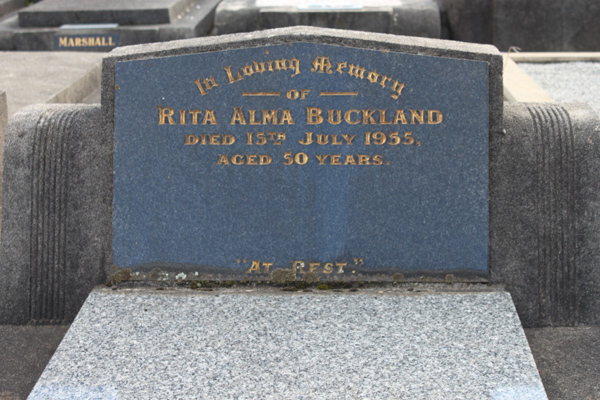 MARSHALL
In Loving Memory
OF
RITA ALMA BUCKLAND
DIED 15TH JULY 1955,
AGED 50 YEARS.
"AT REST."